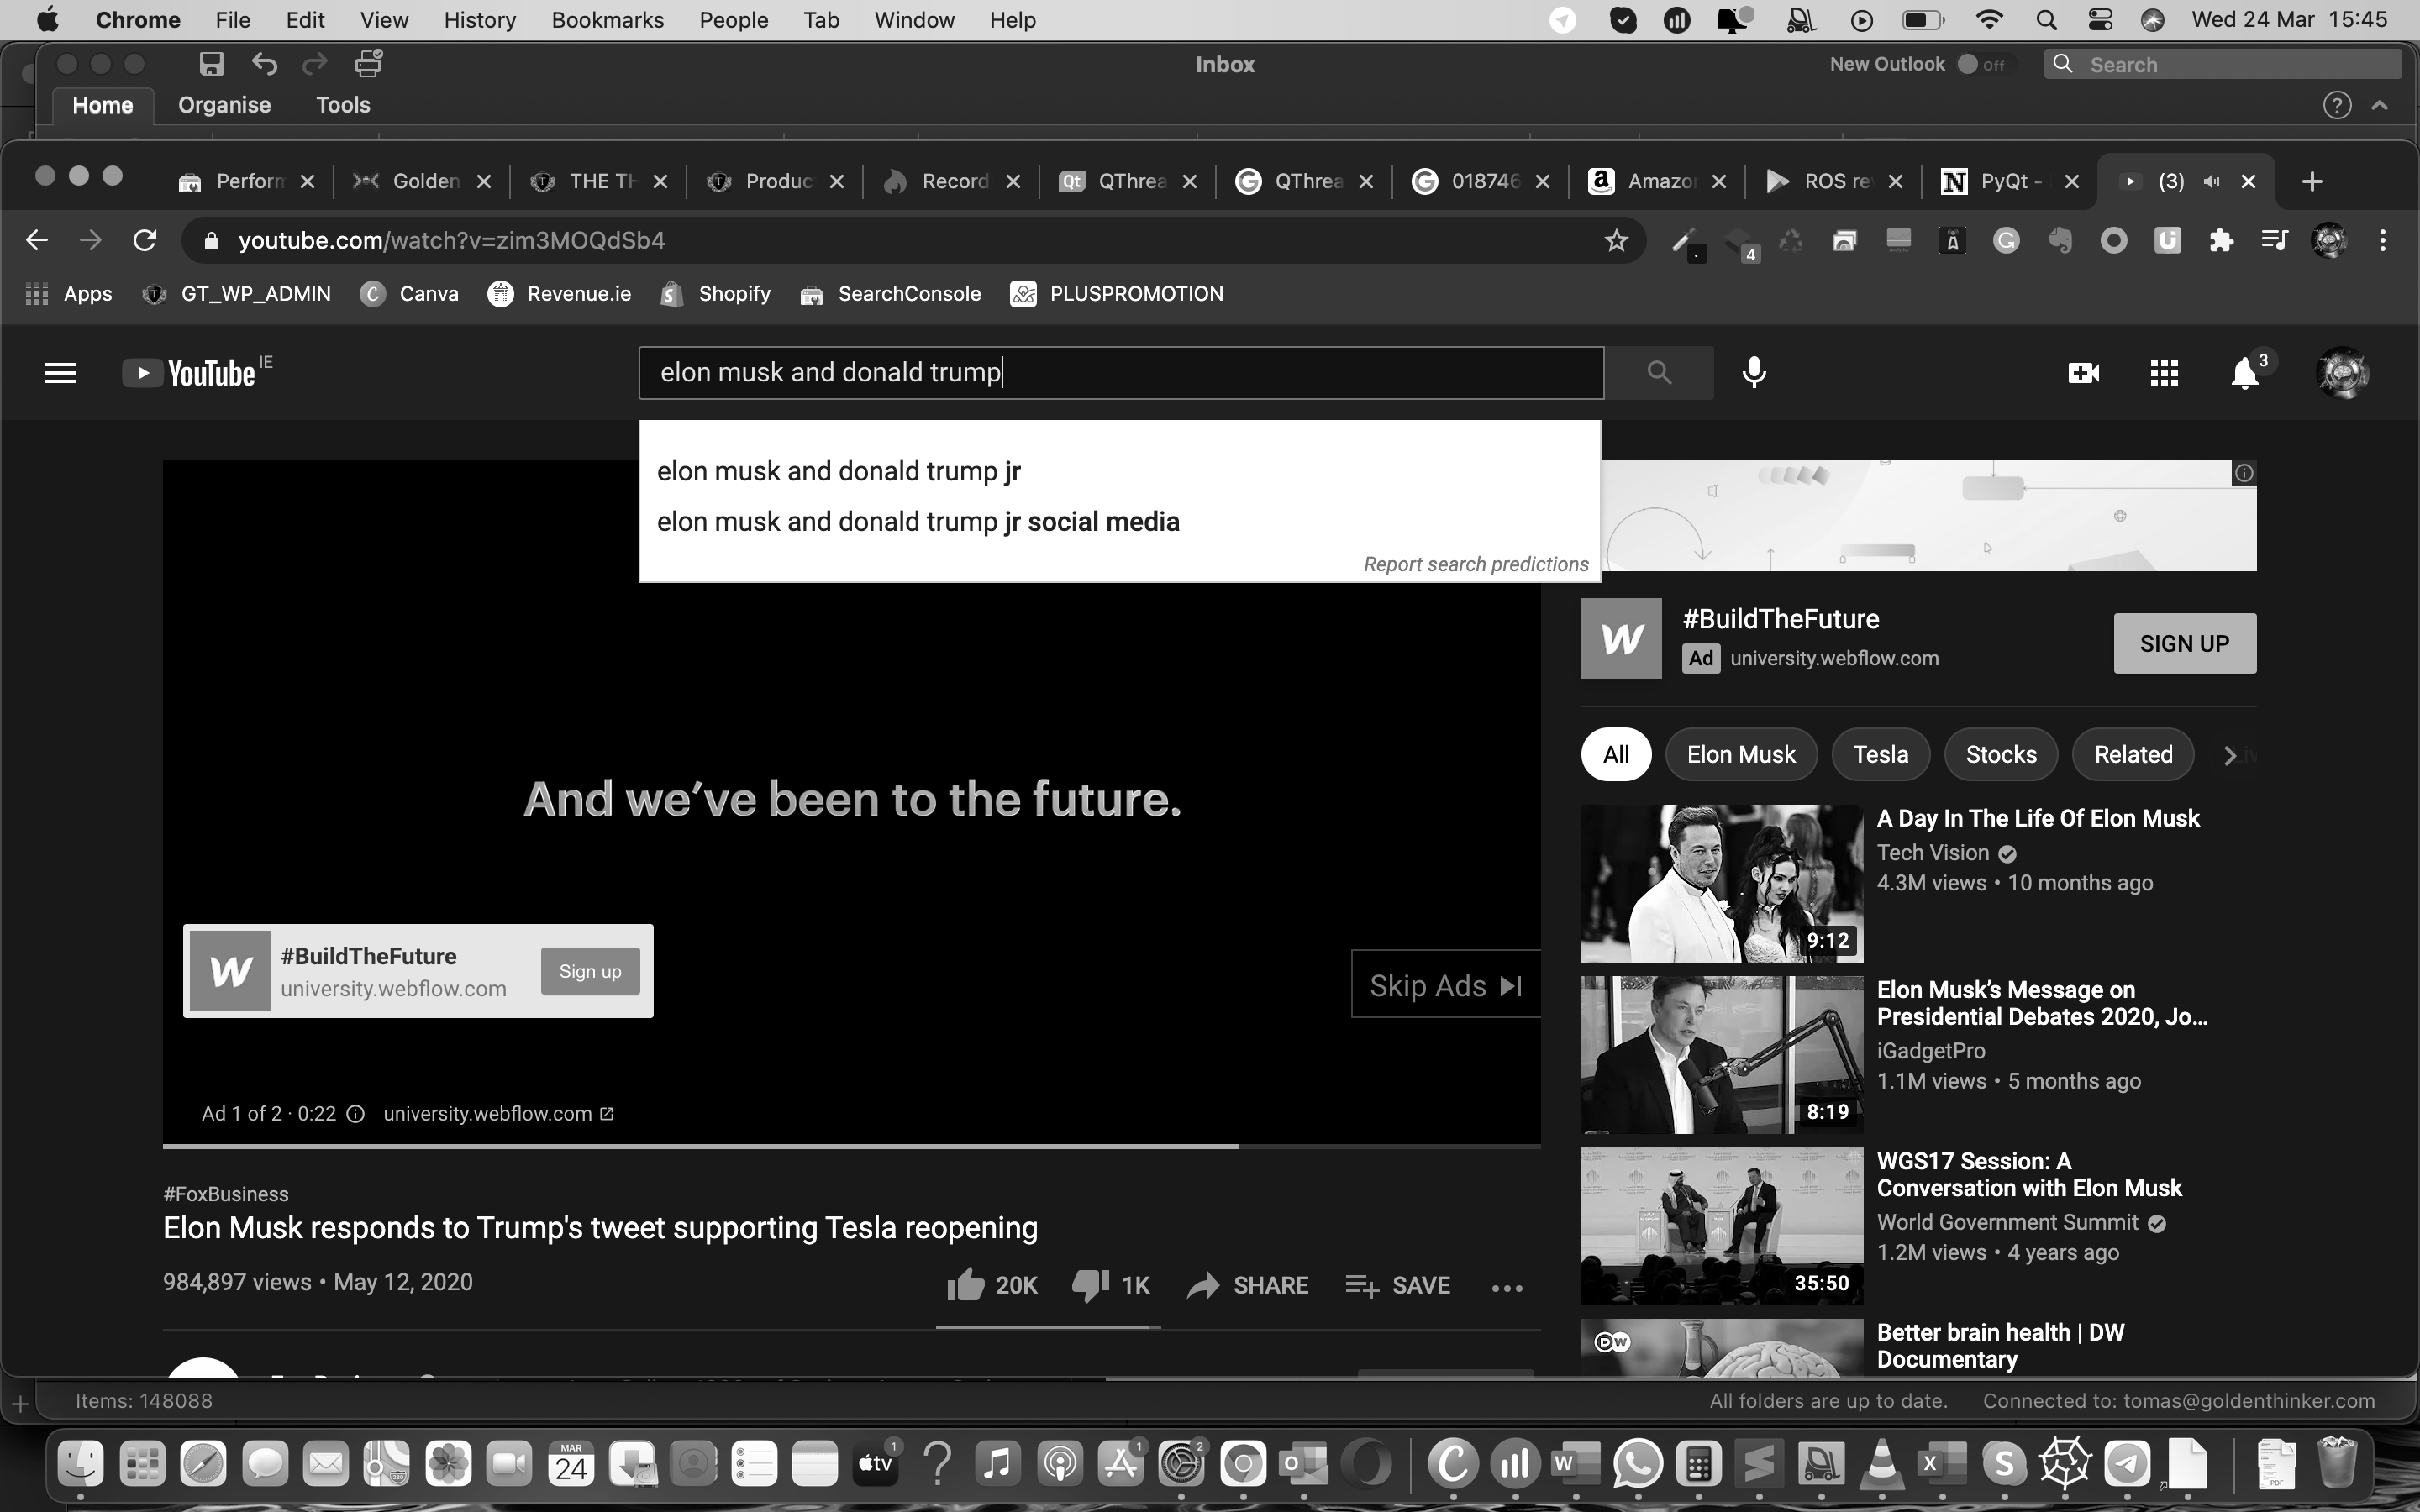 Chrome File Edit View History Bookmarks People Tab Window Help Wed 24 Mar 15:45
Inbox
New Outlook Off
Search
Home Organise Tools
Perform Golden THE TH Produc Record QThrea QThrea 018746 Amazon ROS re PyQt - (3)
youtube.com/watch?v=zim3MOQdSb4
4
Apps GT_WP_ADMIN Canva Revenue.ie Shopify SearchConsole PLUSPROMOTION
YouTube IE
elon musk and donald trump
3
elon musk and donald trump jr
elon musk and donald trump jr social media
Report search predictions
And we've been to the future.
#BuildTheFuture
university.webflow.com
Sign up
Skip Ads
Ad 1 of 2 · 0:22 university.webflow.com
#FoxBusiness
Elon Musk responds to Trump's tweet supporting Tesla reopening
984,897 views • May 12, 2020
20K 1K SHARE SAVE
#BuildTheFuture
Ad university.webflow.com
SIGN UP
All Elon Musk Tesla Stocks Related
A Day In The Life Of Elon Musk
Tech Vision
4.3M views • 10 months ago
9:12
Elon Musk's Message on
Presidential Debates 2020, Jo...
iGadgetPro
1.1M views • 5 months ago
8:19
WGS17 Session: A
Conversation with Elon Musk
World Government Summit
1.2M views • 4 years ago
35:50
Better brain health | DW
Documentary
DW
Items: 148088
All folders are up to date. Connected to: tomas@goldenthinker.com
MAR
24
tv
1
1
2
PDF